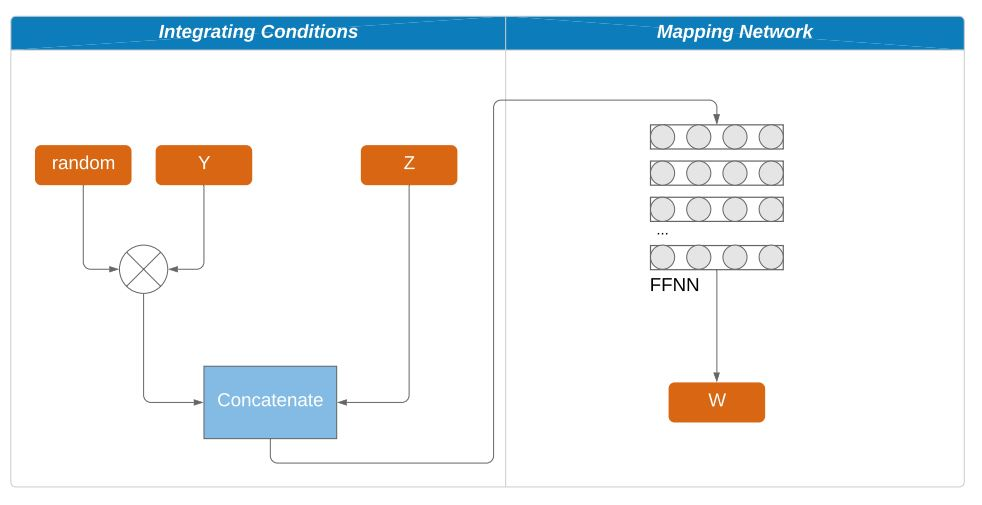 Integrating Conditions
Mapping Network
random
Y
Z
...
FFNN
Concatenate
W